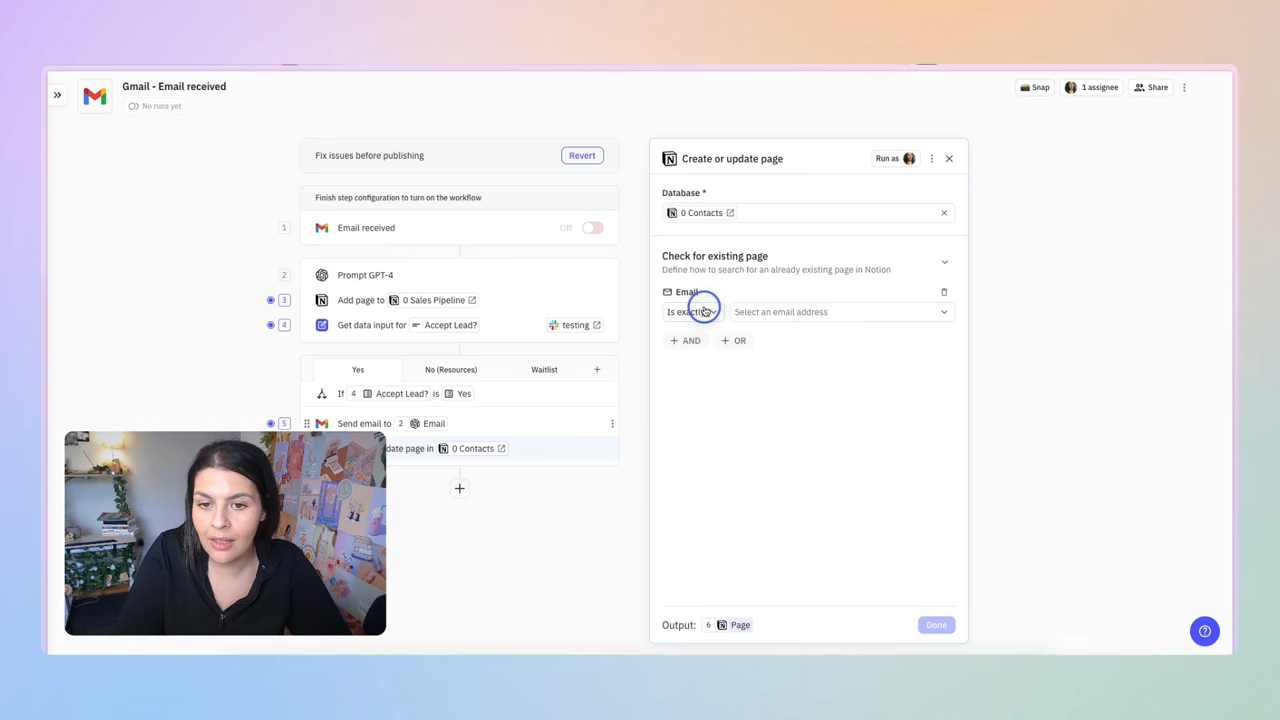 Gmail - Email received
No runs yet
Snap
1 assignee
Share
Fix issues before publishing
Revert
Finish step configuration to turn on the workflow
1
Email received
Off
2
Prompt GPT-4
3
Add page to
0 Sales Pipeline
4
Get data input for
Accept Lead?
testing
Yes
No (Resources)
Waitlist
If
4
Accept Lead?
is
Yes
5
Send email to
2
Email
page in
0 Contacts
Create or update page
Run as
Database *
0 Contacts
Check for existing page
Define how to search for an already existing page in Notion
Email
Is
Select an email address
+ AND
+ OR
Output:
6
Page
Done